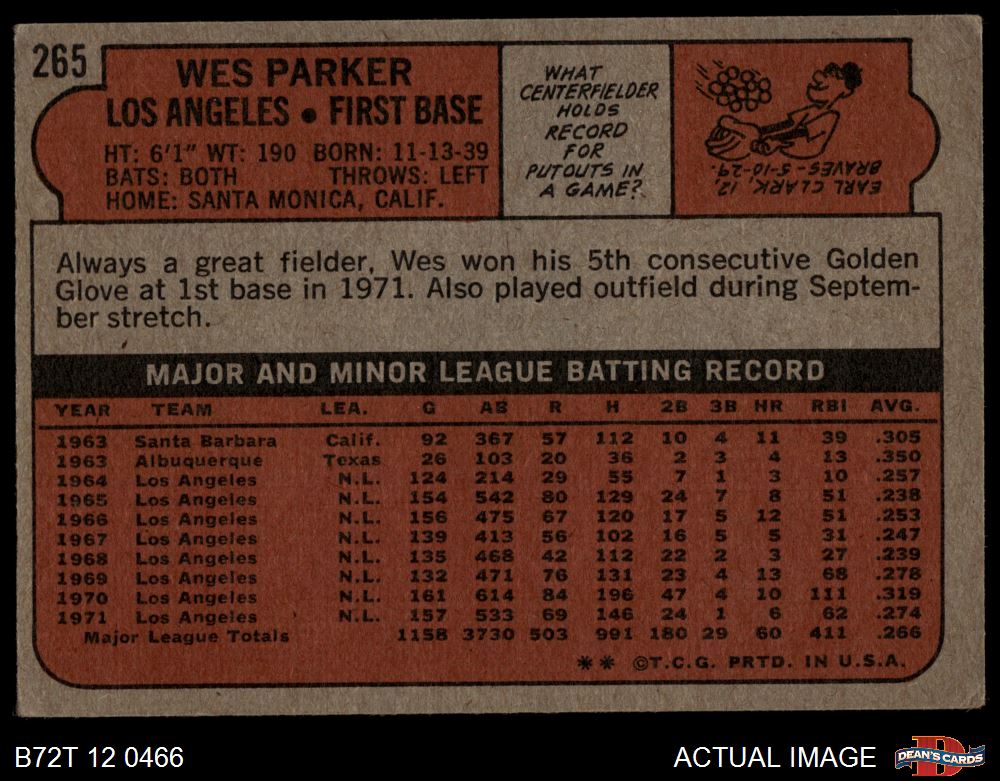 265
WES PARKER
LOS ANGELES • FIRST BASE
HT: 6'1" WT: 190 BORN: 11-13-39
BATS: BOTH THROWS: LEFT
HOME: SANTA MONICA, CALIF.
WHAT
CENTERFIELDER
HOLDS
RECORD
FOR
PUTOUTS IN
A GAME?
EARL CLARK, 12,
BRAVES-5-10-29.
Always a great fielder, Wes won his 5th consecutive Golden
Glove at 1st base in 1971. Also played outfield during Septem-
ber stretch.
MAJOR AND MINOR LEAGUE BATTING RECORD
YEAR TEAM LEA. G AB R H 2B 3B HR RBI AVG.
1963 Santa Barbara Calif. 92 367 57 112 10 4 11 39 .305
1963 Albuquerque Texas 26 103 20 36 2 3 4 13 .350
1964 Los Angeles N.L. 124 214 29 55 7 1 3 10 .257
1965 Los Angeles N.L. 154 542 80 129 24 7 8 51 .238
1966 Los Angeles N.L. 156 475 67 120 17 5 12 51 .253
1967 Los Angeles N.L. 139 413 56 102 16 5 5 31 .247
1968 Los Angeles N.L. 135 468 42 112 22 2 3 27 .239
1969 Los Angeles N.L. 132 471 76 131 23 4 13 68 .278
1970 Los Angeles N.L. 161 614 84 196 47 4 10 111 .319
1971 Los Angeles N.L. 157 533 69 146 24 1 6 62 .274
Major League Totals 1158 3730 503 991 180 29 60 411 .266
** ©T.C.G. PRTD. IN U.S.A.
B72T 12 0466
ACTUAL IMAGE
D
DEAN'S CARDS